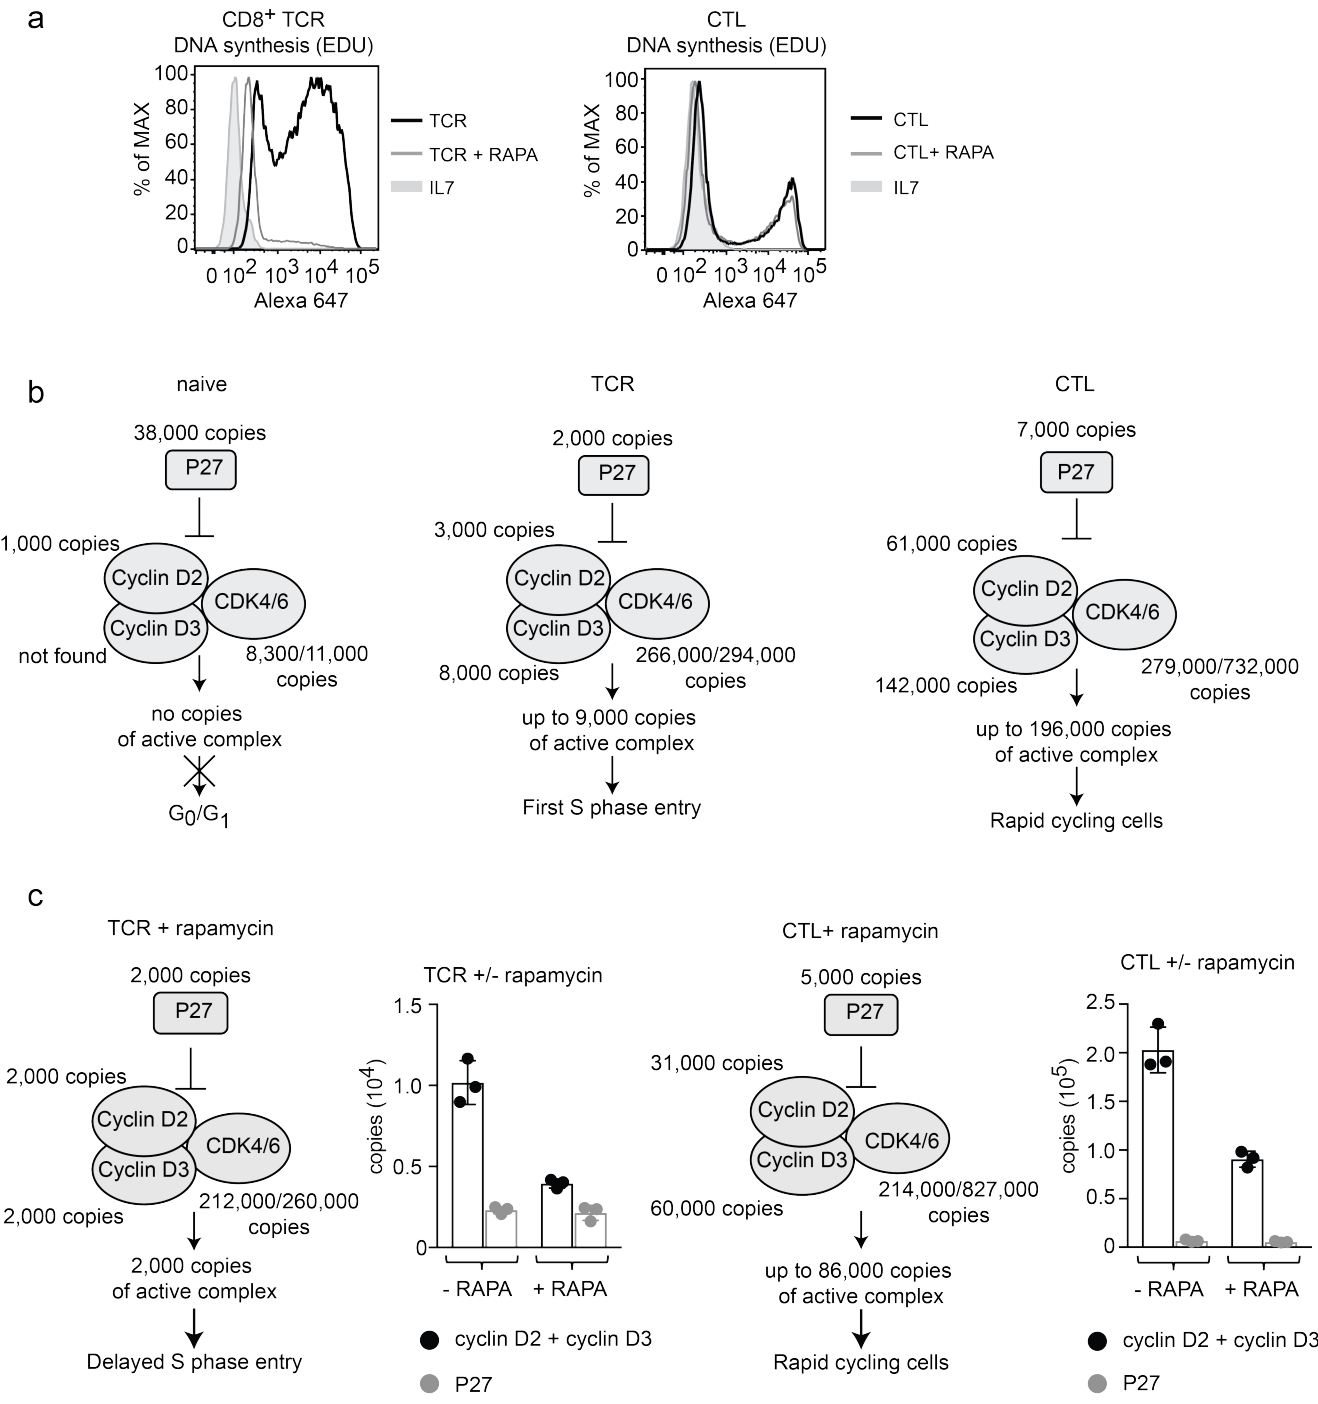 a
CD8+ TCR
DNA synthesis (EDU)
% of MAX
100
80
60
40
20
0
0 10² 10³ 10⁴ 10⁵
Alexa 647
TCR
TCR + RAPA
IL7
CTL
DNA synthesis (EDU)
% of MAX
100
80
60
40
20
0
0 10² 10³ 10⁴ 10⁵
Alexa 647
CTL
CTL+ RAPA
IL7
b
naive
38,000 copies
P27
1,000 copies
Cyclin D2
CDK4/6
Cyclin D3
not found
8,300/11,000
copies
no copies
of active complex
G0/G1
TCR
2,000 copies
P27
3,000 copies
Cyclin D2
CDK4/6
Cyclin D3
8,000 copies
266,000/294,000
copies
up to 9,000 copies
of active complex
First S phase entry
CTL
7,000 copies
P27
61,000 copies
Cyclin D2
CDK4/6
Cyclin D3
142,000 copies
279,000/732,000
copies
up to 196,000 copies
of active complex
Rapid cycling cells
c
TCR + rapamycin
2,000 copies
P27
2,000 copies
Cyclin D2
CDK4/6
Cyclin D3
2,000 copies
212,000/260,000
copies
2,000 copies
of active complex
Delayed S phase entry
TCR +/- rapamycin
copies (10⁴)
1.5
1.0
0.5
0
- RAPA + RAPA
cyclin D2 + cyclin D3
P27
CTL+ rapamycin
5,000 copies
P27
31,000 copies
Cyclin D2
CDK4/6
Cyclin D3
60,000 copies
214,000/827,000
copies
up to 86,000 copies
of active complex
Rapid cycling cells
CTL +/- rapamycin
copies (10⁵)
2.5
2.0
1.5
1.0
0.5
0
- RAPA + RAPA
cyclin D2 + cyclin D3
P27